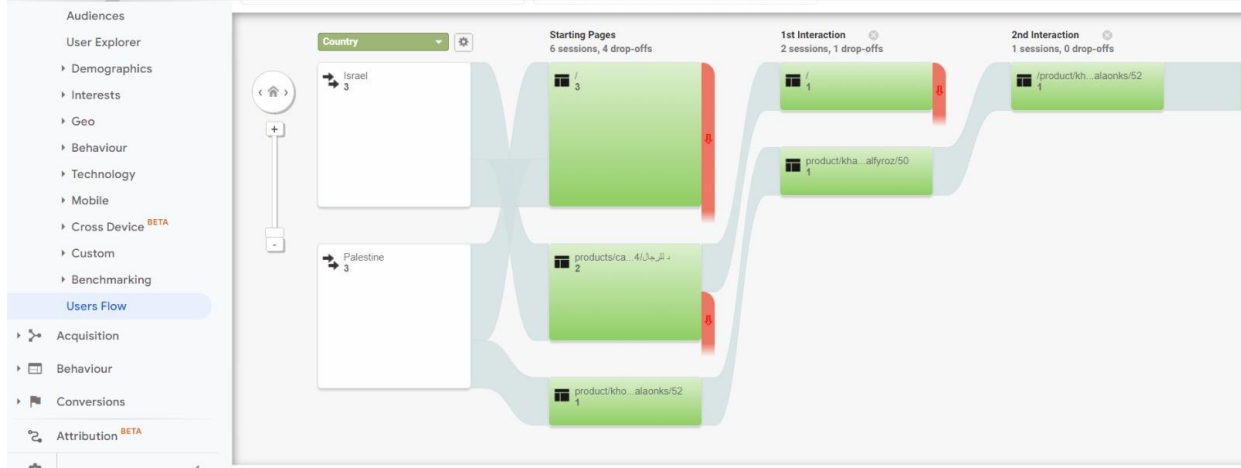 Audiences
User Explorer
Demographics
Interests
Geo
Behaviour
Technology
Mobile
Cross Device BETA
Custom
Benchmarking
Users Flow
Acquisition
Behaviour
Conversions
Attribution BETA
Country
Israel
3
Palestine
3
+
-
Starting Pages
6 sessions, 4 drop-offs
/
3
products/ca...4/د للرجال
2
product/kho...alaonks/52
1
1st Interaction
2 sessions, 1 drop-offs
/
1
product/kha...alfyroz/50
1
2nd Interaction
1 sessions, 0 drop-offs
/product/kh...alaonks/52
1